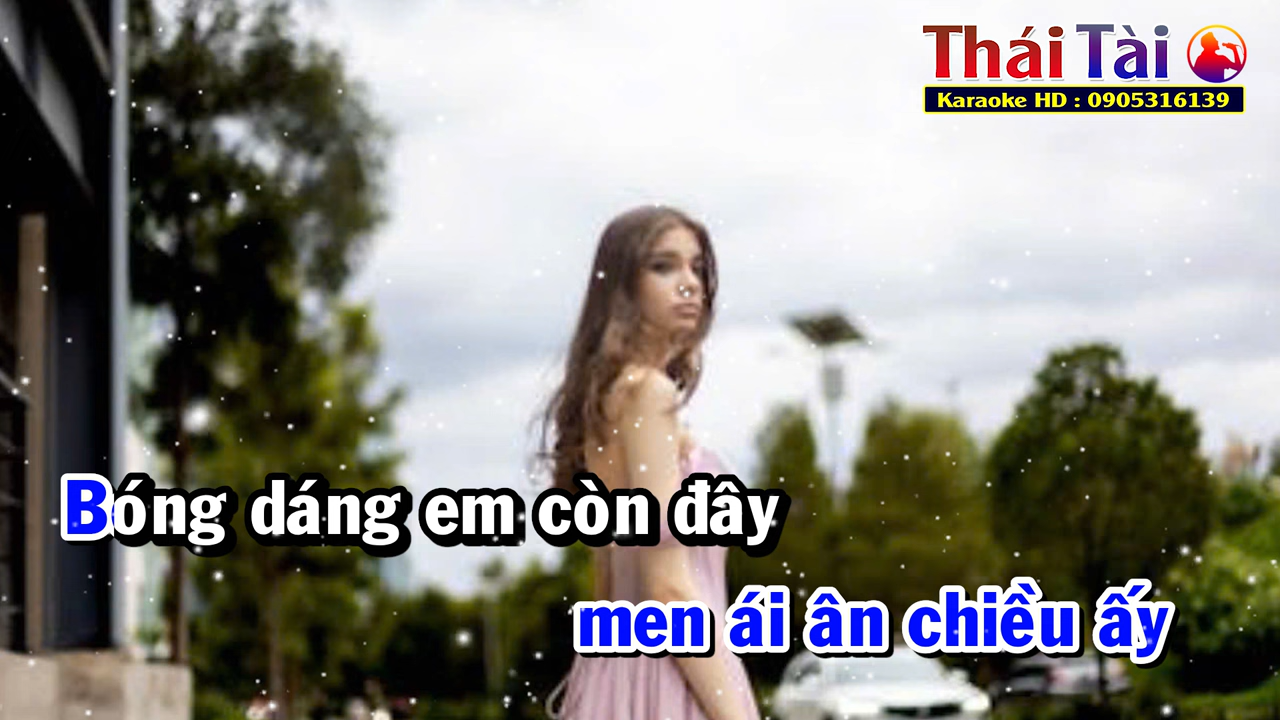 Thái Tài
Karaoke HD : 0905316139
Bóng dáng em còn đây
men ái ân chiều ấy